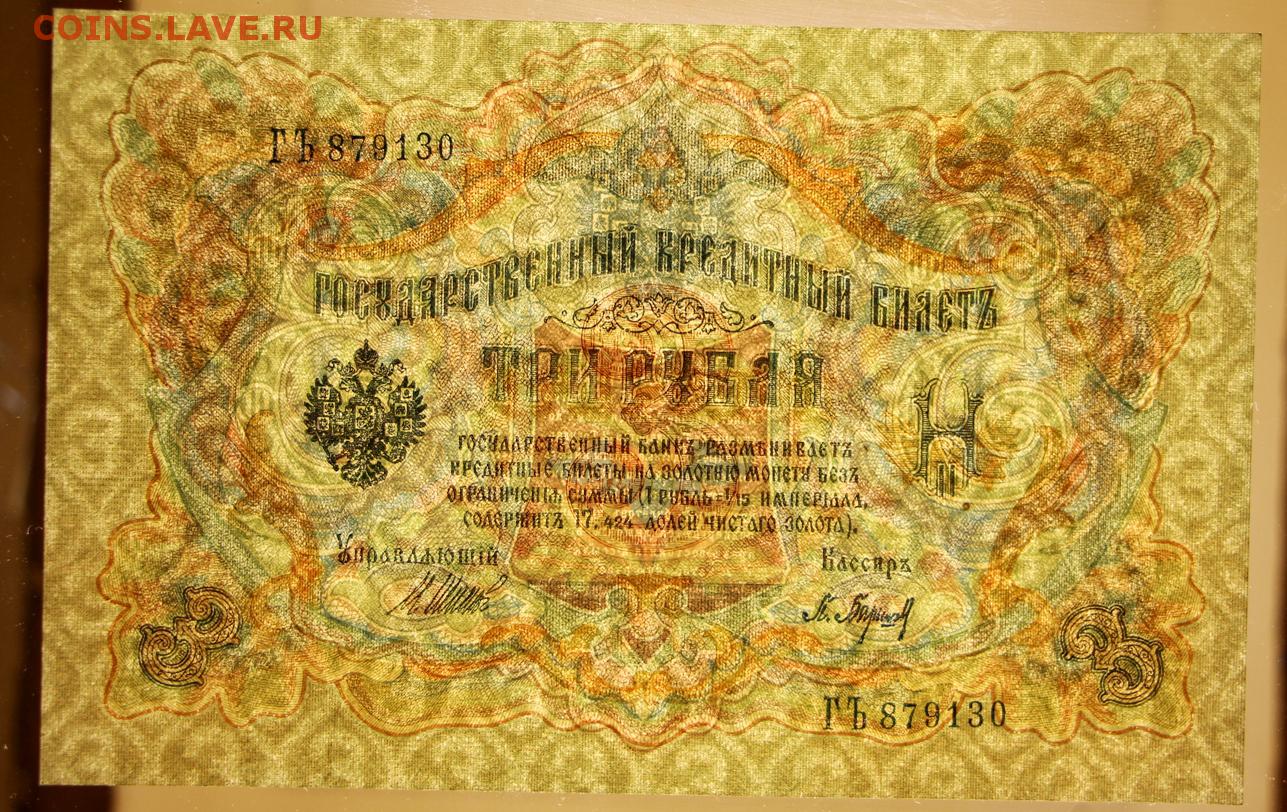 COINS.LAVE.RU
ГЪ 879130
ГОСУДАРСТВЕННЫЙ КРЕДИТНЫЙ БИЛЕТЪ
ТРИ РУБЛЯ
ГОСУДАРСТВЕННЫЙ БАНКЪ РАЗМѢНИВАЕТЪ
КРЕДИТНЫЕ БИЛЕТЫ НА ЗОЛОТУЮ МОНЕТУ БЕЗЪ
ОГРАНИЧЕНІЯ СУММЫ (1 РУБЛЬ=1/15 ИМПЕРІАЛА,
СОДЕРЖИТЪ 17,424 ДОЛЕЙ ЧИСТАГО ЗОЛОТА).
Управляющій
Кассиръ
3
3
ГЪ 879130